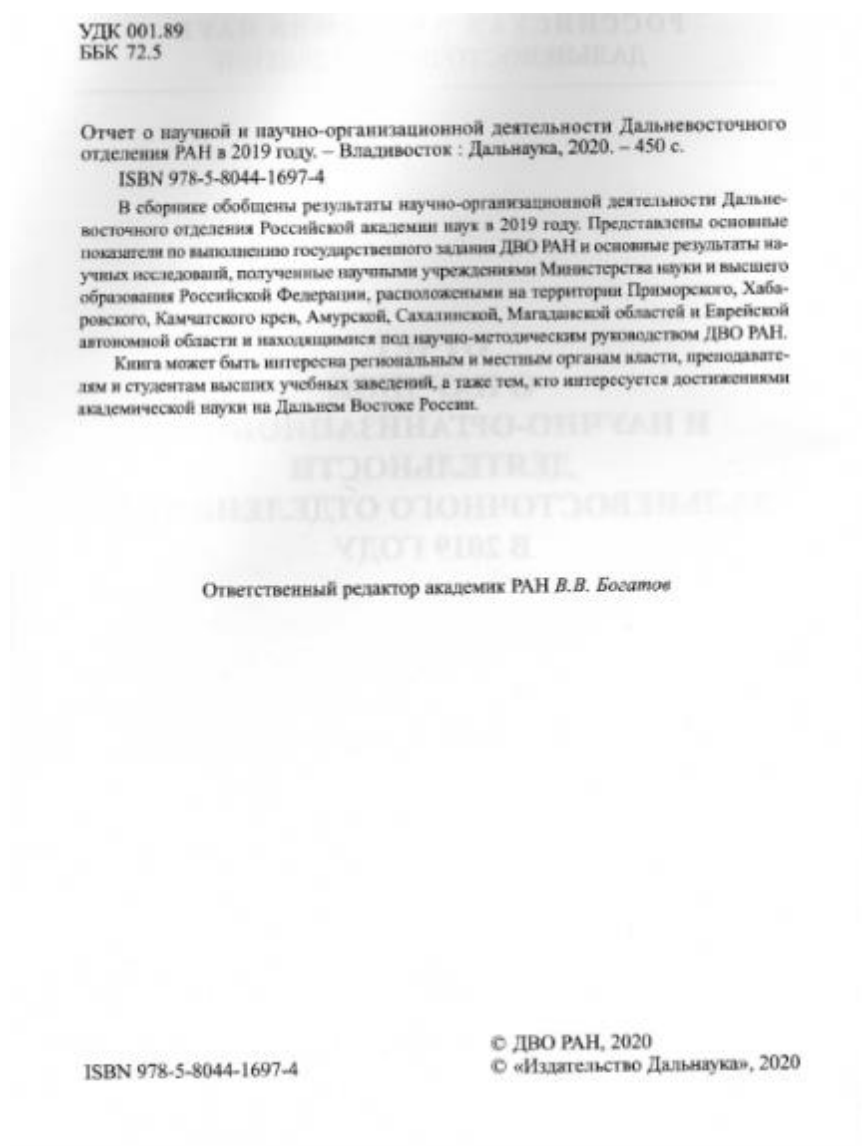 УДК 001.89
ББК 72.5
Отчет о научной и научно-организационной деятельности Дальневосточного
отделения РАН в 2019 году. – Владивосток : Дальнаука, 2020. – 450 с.
ISBN 978-5-8044-1697-4
В сборнике обобщены результаты научно-организационной деятельности Дальне-
восточного отделения Российской академии наук в 2019 году. Представлены основные
показатели по выполнению государственного задания ДВО РАН и основные результаты на-
учных исследованй, полученные научными учреждениями Министерства науки и высшего
образования Российской Федерации, расположеными на территории Приморского, Хаба-
ровского, Камчатского крев, Амурской, Сахалинской, Магаданской областей и Еврейской
автономной области и находящимися под научно-методическим руководством ДВО РАН.
Книга может быть интересна региональным и местным органам власти, преподавате-
лям и студентам высших учебных заведений, а таже тем, кто интересуется достижениями
академической науки на Дальнем Востоке России.
Ответственный редактор академик РАН В.В. Богатов
© ДВО РАН, 2020
ISBN 978-5-8044-1697-4
© «Издательство Дальнаука», 2020